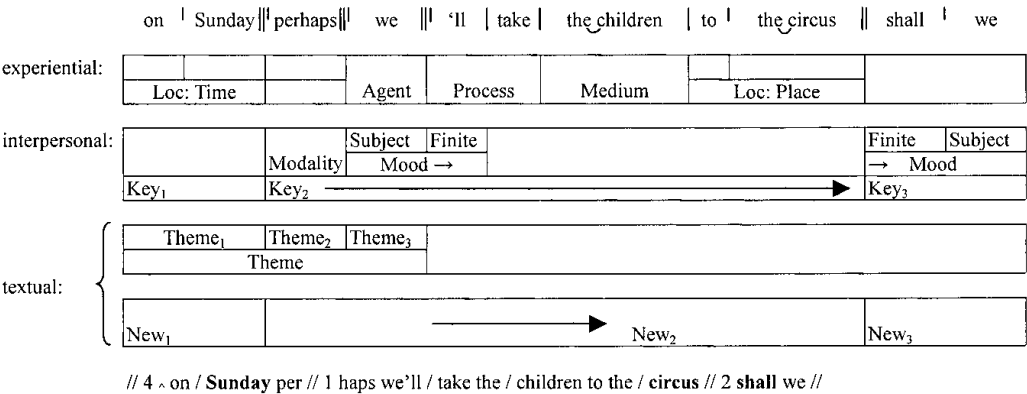 on Sunday perhaps we 'll take the children to the circus shall we
experiential:
Loc: Time Agent Process Medium Loc: Place
interpersonal:
Subject Finite Finite Subject
Modality Mood → → Mood
Key₁ Key₂ Key₃
Theme₁ Theme₂ Theme₃
Theme
textual:
New₁ New₂ New₃
// 4 ^ on / Sunday per // 1 haps we'll / take the / children to the / circus // 2 shall we //